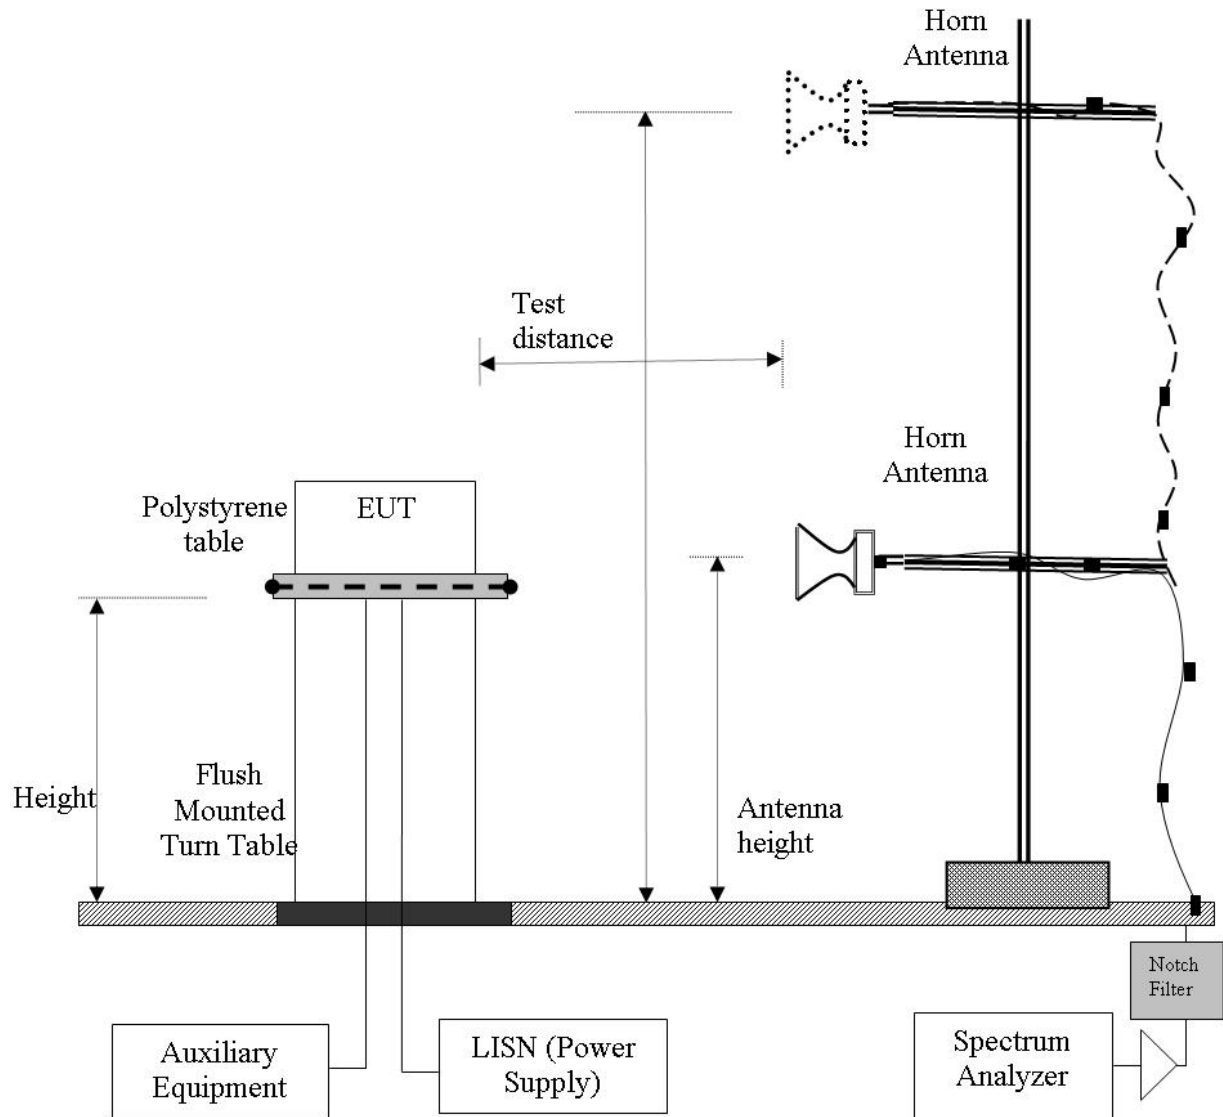 Horn
Antenna
Test
distance
Horn
Antenna
Polystyrene
table
EUT
Height
Flush
Mounted
Turn Table
Antenna
height
Notch
Filter
Auxiliary
Equipment
LISN (Power
Supply)
Spectrum
Analyzer